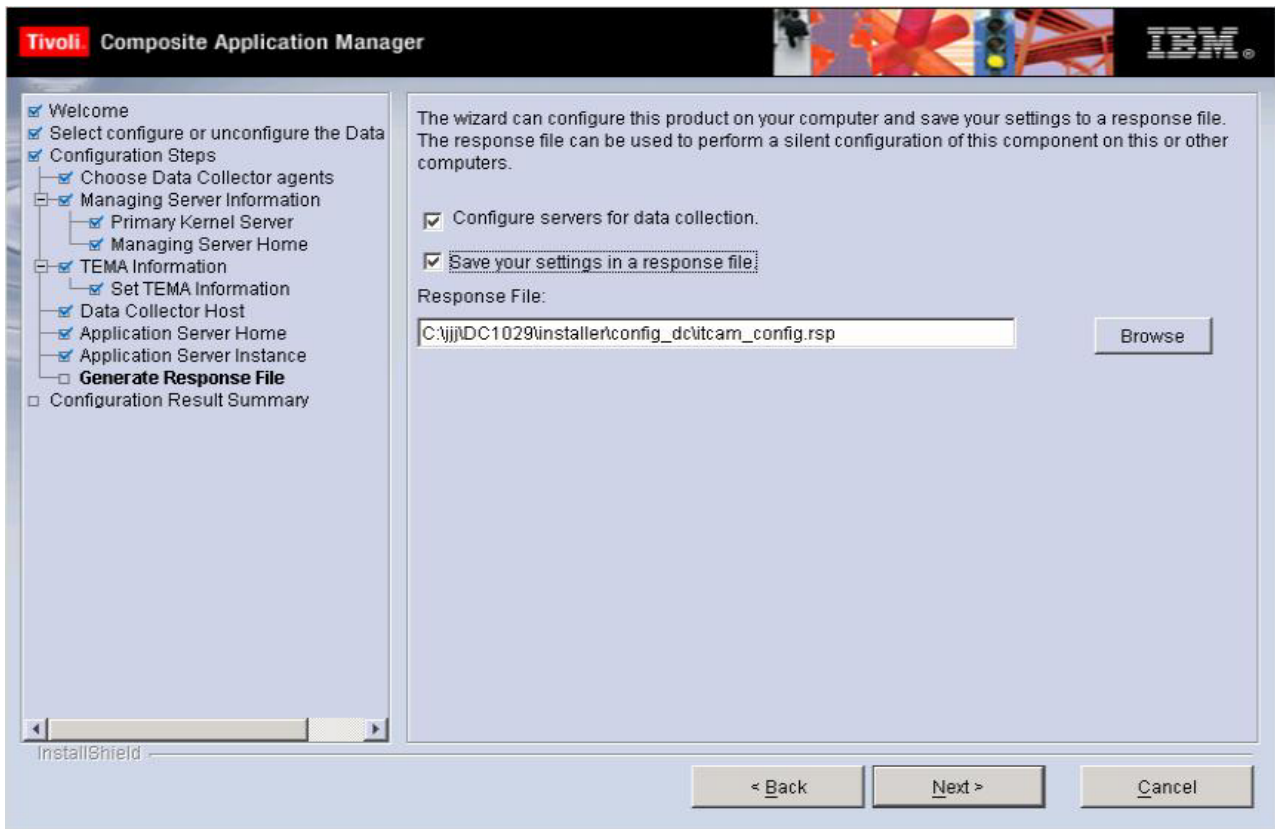 Tivoli. Composite Application Manager
IBM®
Welcome
Select configure or unconfigure the Data
Configuration Steps
Choose Data Collector agents
Managing Server Information
Primary Kernel Server
Managing Server Home
TEMA Information
Set TEMA Information
Data Collector Host
Application Server Home
Application Server Instance
Generate Response File
Configuration Result Summary
The wizard can configure this product on your computer and save your settings to a response file.
The response file can be used to perform a silent configuration of this component on this or other
computers.
Configure servers for data collection.
Save your settings in a response file.
Response File:
C:\jjj\DC1029\installer\config_dc\itcam_config.rsp
Browse
InstallShield
< Back
Next >
Cancel